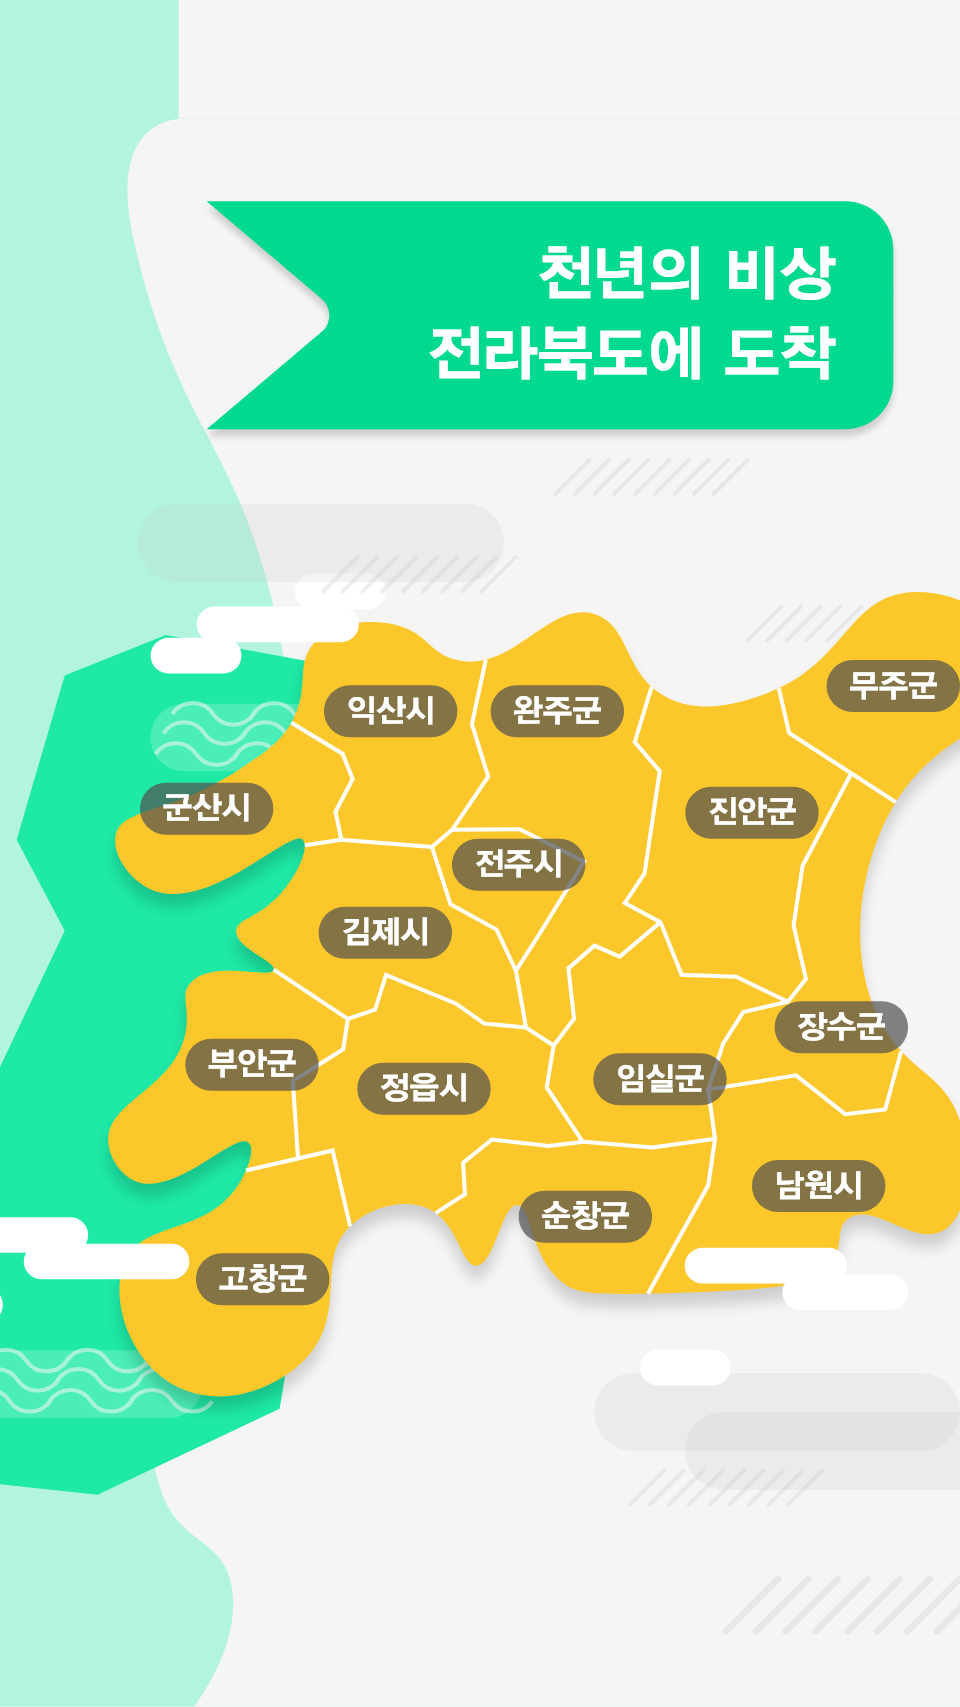 천년의 비상
전라북도에 도착
무주군
익산시
완주군
군산시
진안군
전주시
김제시
장수군
부안군
정읍시
임실군
남원시
순창군
고창군